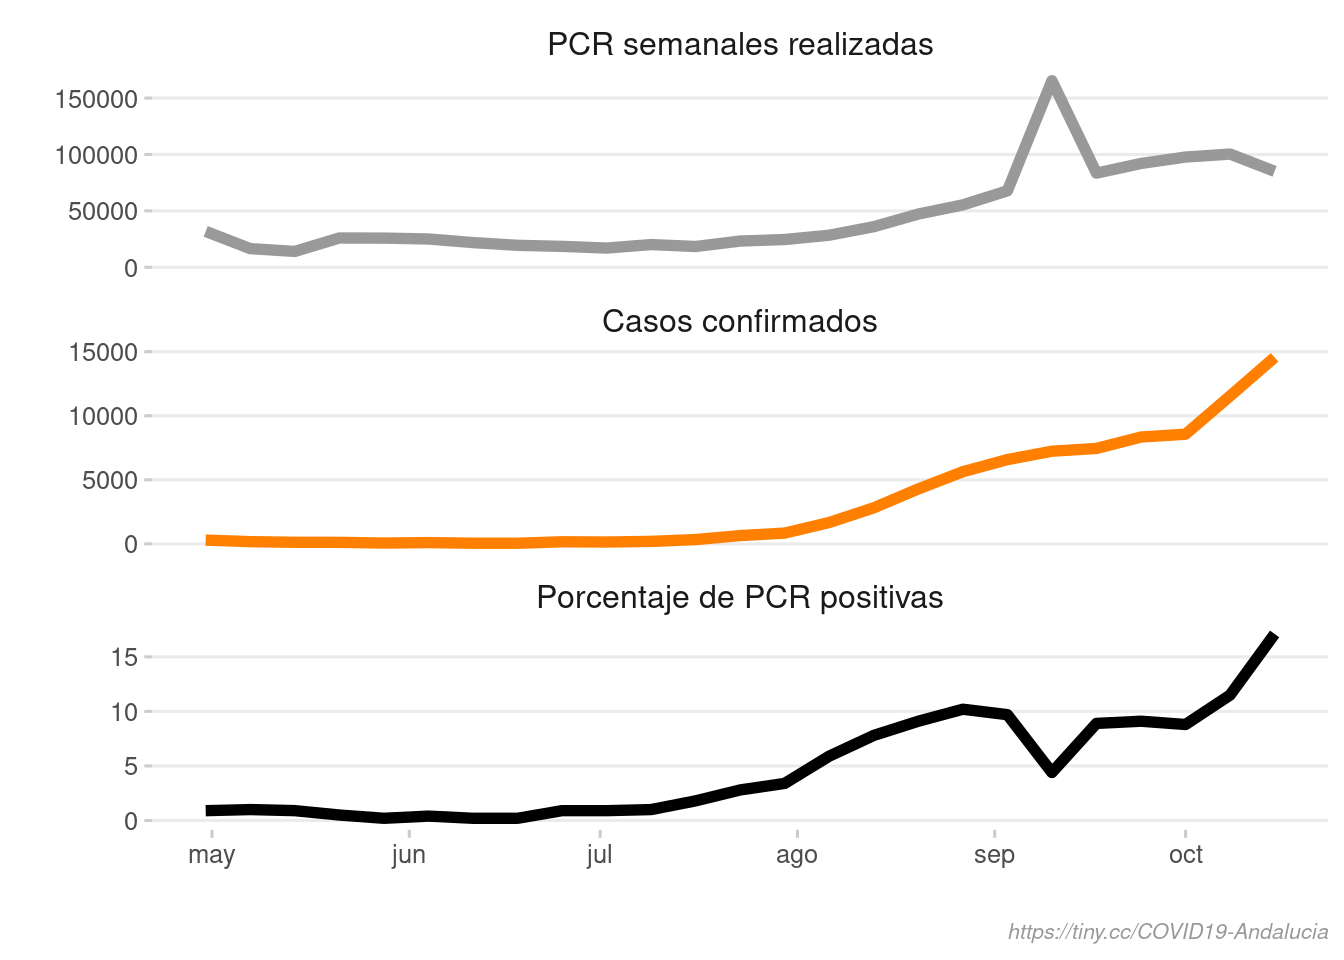 PCR semanales realizadas
150000
100000
50000
0
Casos confirmados
15000
10000
5000
0
Porcentaje de PCR positivas
15
10
5
0
may jun jul ago sep oct
https://tiny.cc/COVID19-Andalucia